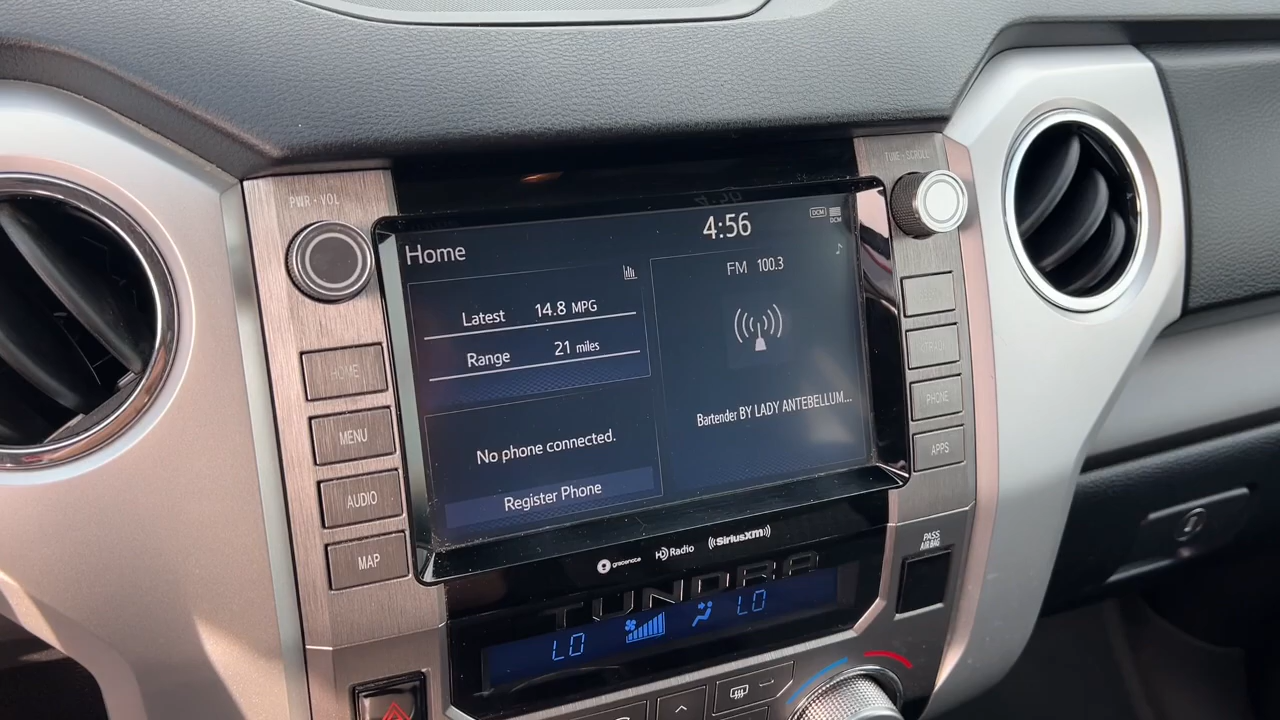 PWR • VOL
TUNE • SCROLL
4:56
DCM
DCM
Home
FM 100.3
Latest 14.8 MPG
Range 21 miles
Bartender BY LADY ANTEBELLUM...
No phone connected.
Register Phone
HOME
MENU
AUDIO
MAP
PHONE
APPS
gracenote
HD Radio
SiriusXM
PASS
AIR BAG
TUNDRA
LO
LO